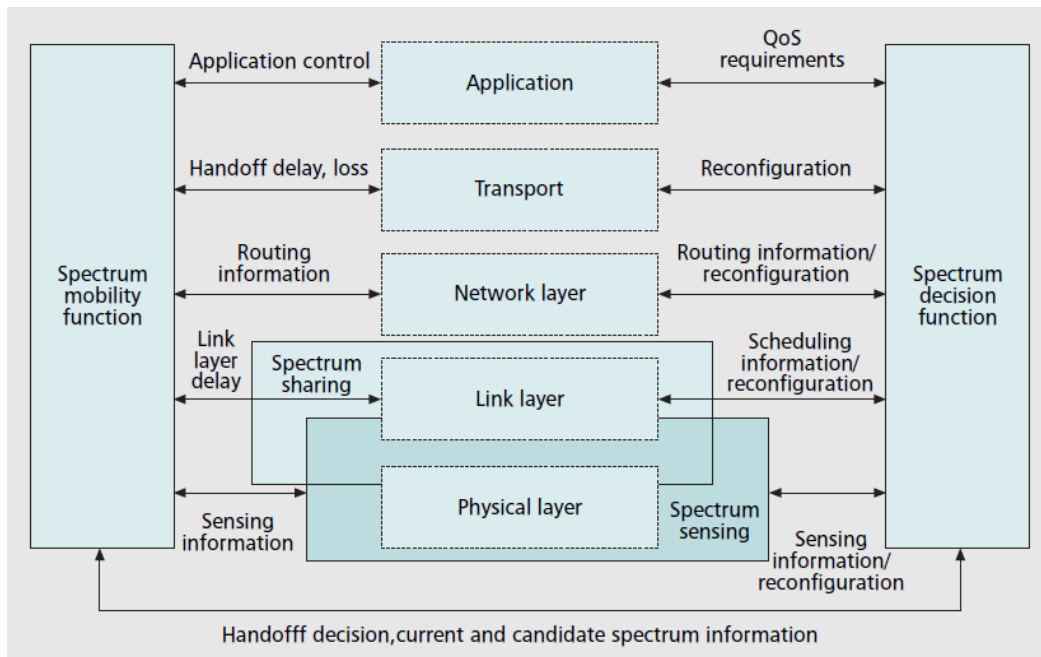 Application control
Application
QoS
requirements
Handoff delay, loss
Transport
Reconfiguration
Spectrum
mobility
function
Routing
information
Network layer
Routing information/
reconfiguration
Spectrum
decision
function
Link
layer
delay
Spectrum
sharing
Link layer
Scheduling
information/
reconfiguration
Sensing
information
Physical layer
Spectrum
sensing
Sensing
information/
reconfiguration
Handofff decision,current and candidate spectrum information